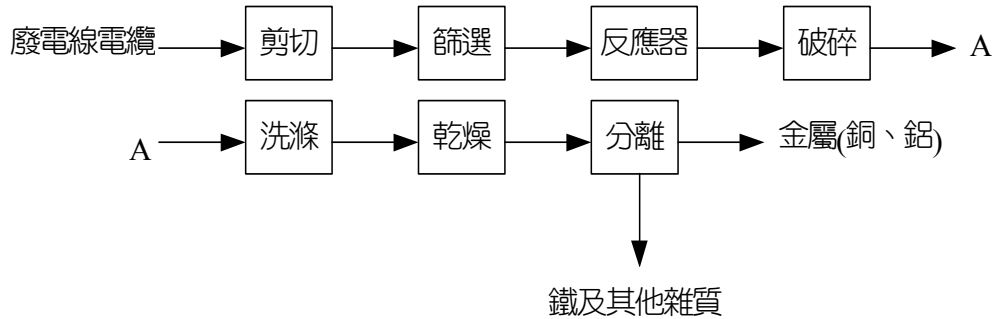 廢電線電纜 剪切 篩選 反應器 破碎 A
A 洗滌 乾燥 分離 金屬(銅、鋁)
鐵及其他雜質